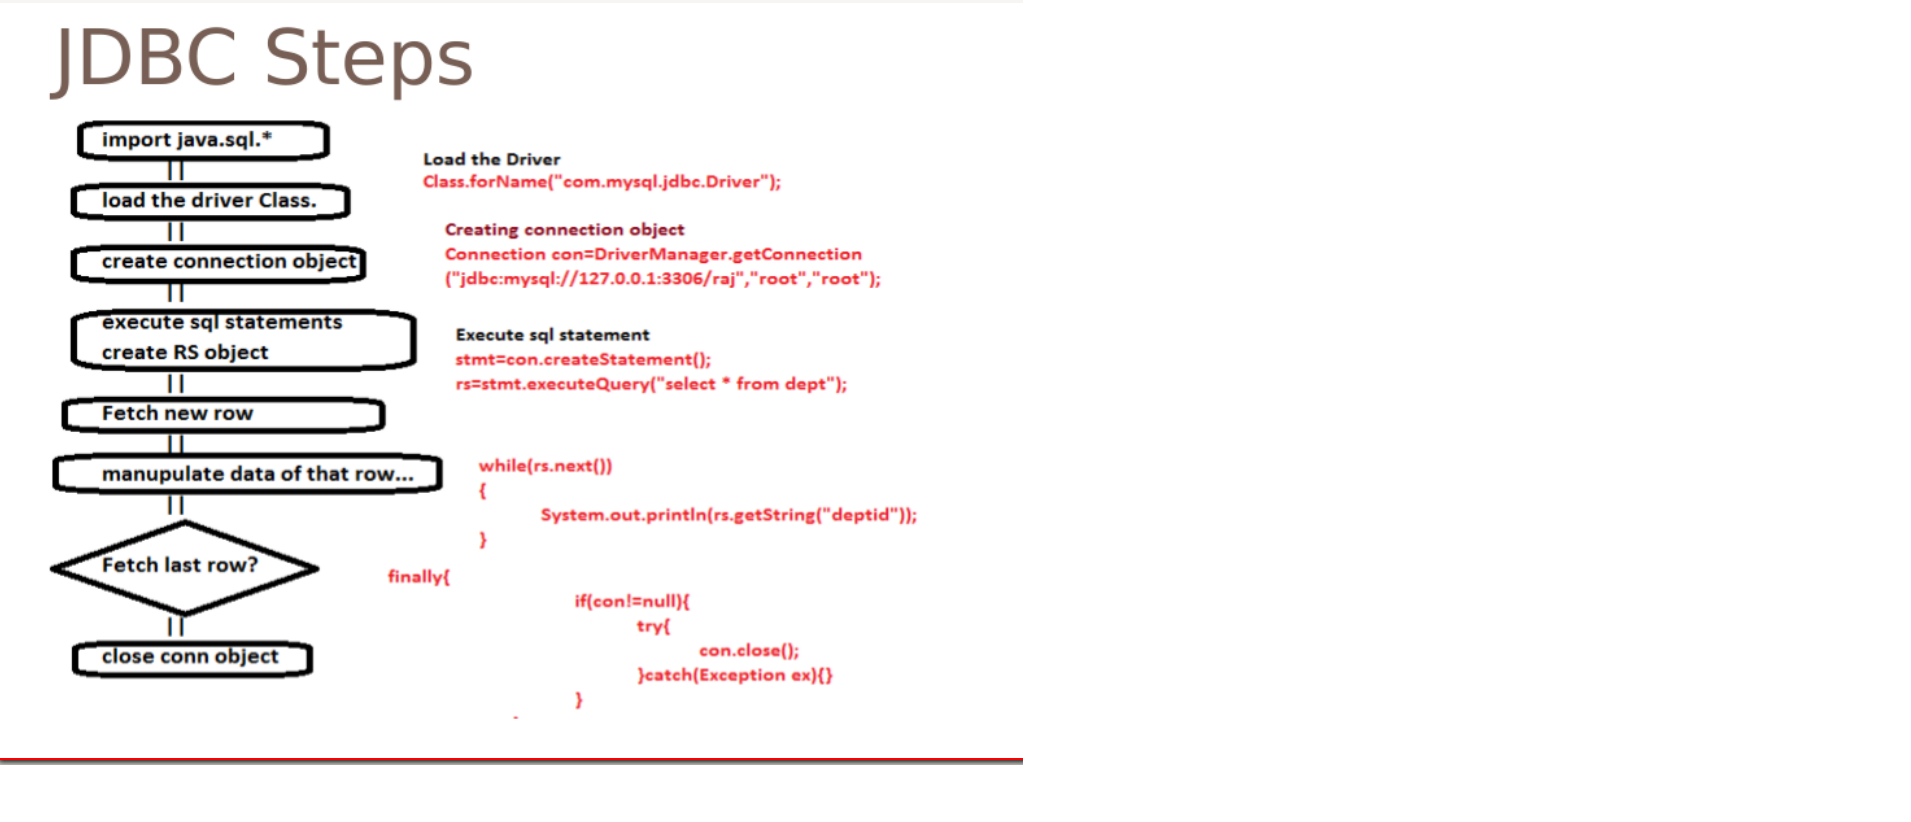 JDBC Steps
import java.sql.*
load the driver Class.
create connection object
execute sql statements
create RS object
Fetch new row
manupulate data of that row...
Fetch last row?
close conn object
Load the Driver
Class.forName("com.mysql.jdbc.Driver");
Creating connection object
Connection con=DriverManager.getConnection
("jdbc:mysql://127.0.0.1:3306/raj","root","root");
Execute sql statement
stmt=con.createStatement();
rs=stmt.executeQuery("select * from dept");
while(rs.next())
{
System.out.println(rs.getString("deptid"));
}
finally{
if(con!=null){
try{
con.close();
}catch(Exception ex){}
}